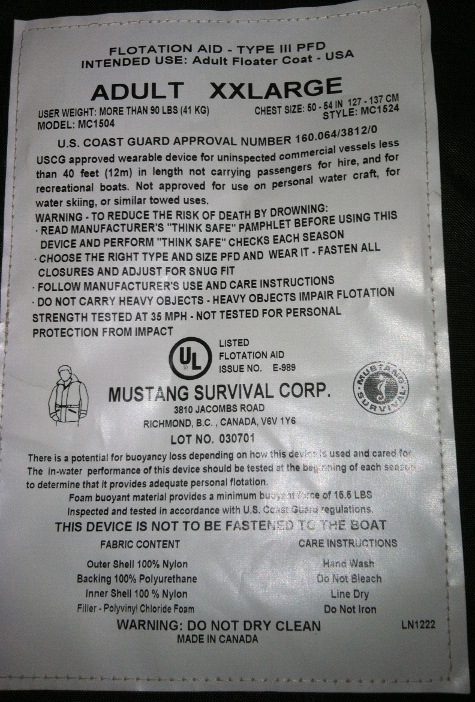 FLOTATION AID - TYPE III PFD
INTENDED USE: Adult Floater Coat - USA
ADULT XXLARGE
USER WEIGHT: MORE THAN 90 LBS (41 KG) CHEST SIZE: 50 - 54 IN 127 - 137 CM
MODEL: MC1504 STYLE: MC1524
U.S. COAST GUARD APPROVAL NUMBER 160.064/3812/0
USCG approved wearable device for uninspected commercial vessels less
than 40 feet (12m) in length not carrying passengers for hire, and for
recreational boats. Not approved for use on personal water craft, for
water skiing, or similar towed uses.
WARNING - TO REDUCE THE RISK OF DEATH BY DROWNING:
· READ MANUFACTURER'S "THINK SAFE" PAMPHLET BEFORE USING THIS
DEVICE AND PERFORM "THINK SAFE" CHECKS EACH SEASON
· CHOOSE THE RIGHT TYPE AND SIZE PFD AND WEAR IT - FASTEN ALL
CLOSURES AND ADJUST FOR SNUG FIT
· FOLLOW MANUFACTURER'S USE AND CARE INSTRUCTIONS
· DO NOT CARRY HEAVY OBJECTS - HEAVY OBJECTS IMPAIR FLOTATION
STRENGTH TESTED AT 35 MPH - NOT TESTED FOR PERSONAL
PROTECTION FROM IMPACT
UL
LISTED
FLOTATION AID
ISSUE NO. E-989
MUSTANG SURVIVAL
MUSTANG SURVIVAL CORP.
3810 JACOMBS ROAD
RICHMOND, B.C. , CANADA, V6V 1Y6
LOT NO. 030701
There is a potential for buoyancy loss depending on how this device is used and cared for.
The in-water performance of this device should be tested at the beginning of each season
to determine that it provides adequate personal flotation.
Foam buoyant material provides a minimum buoyant force of 15.5 LBS
Inspected and tested in accordance with U.S. Coast Guard regulations.
THIS DEVICE IS NOT TO BE FASTENED TO THE BOAT
FABRIC CONTENT CARE INSTRUCTIONS
Outer Shell 100% Nylon Hand Wash
Backing 100% Polyurethane Do Not Bleach
Inner Shell 100 % Nylon Line Dry
Filler - Polyvinyl Chloride Foam Do Not Iron
WARNING: DO NOT DRY CLEAN LN1222
MADE IN CANADA